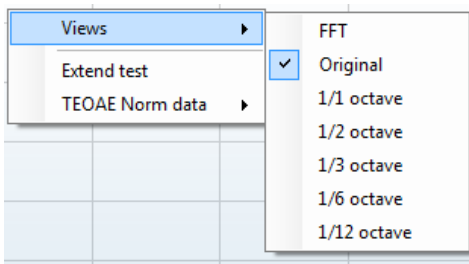 Views
Extend test
TEOAE Norm data
FFT
Original
1/1 octave
1/2 octave
1/3 octave
1/6 octave
1/12 octave